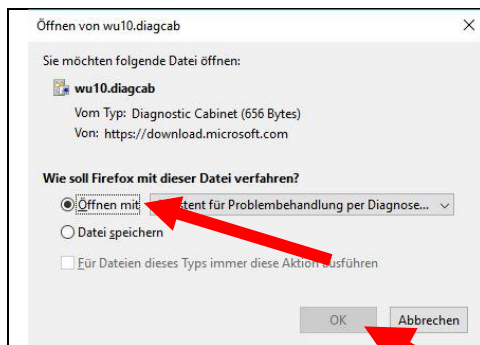 Öffnen von wu10.diagcab
Sie möchten folgende Datei öffnen:
wu10.diagcab
Vom Typ: Diagnostic Cabinet (656 Bytes)
Von: https://download.microsoft.com
Wie soll Firefox mit dieser Datei verfahren?
Öffnen mit für Problembehandlung per Diagnose...
Datei speichern
Für Dateien dieses Typs immer diese Aktion ausführen
OK Abbrechen